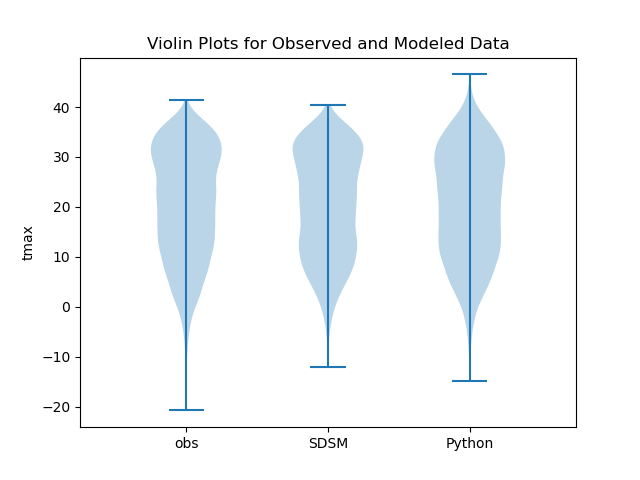 Violin Plots for Observed and Modeled Data
tmax
40
30
20
10
0
−10
−20
obs
SDSM
Python